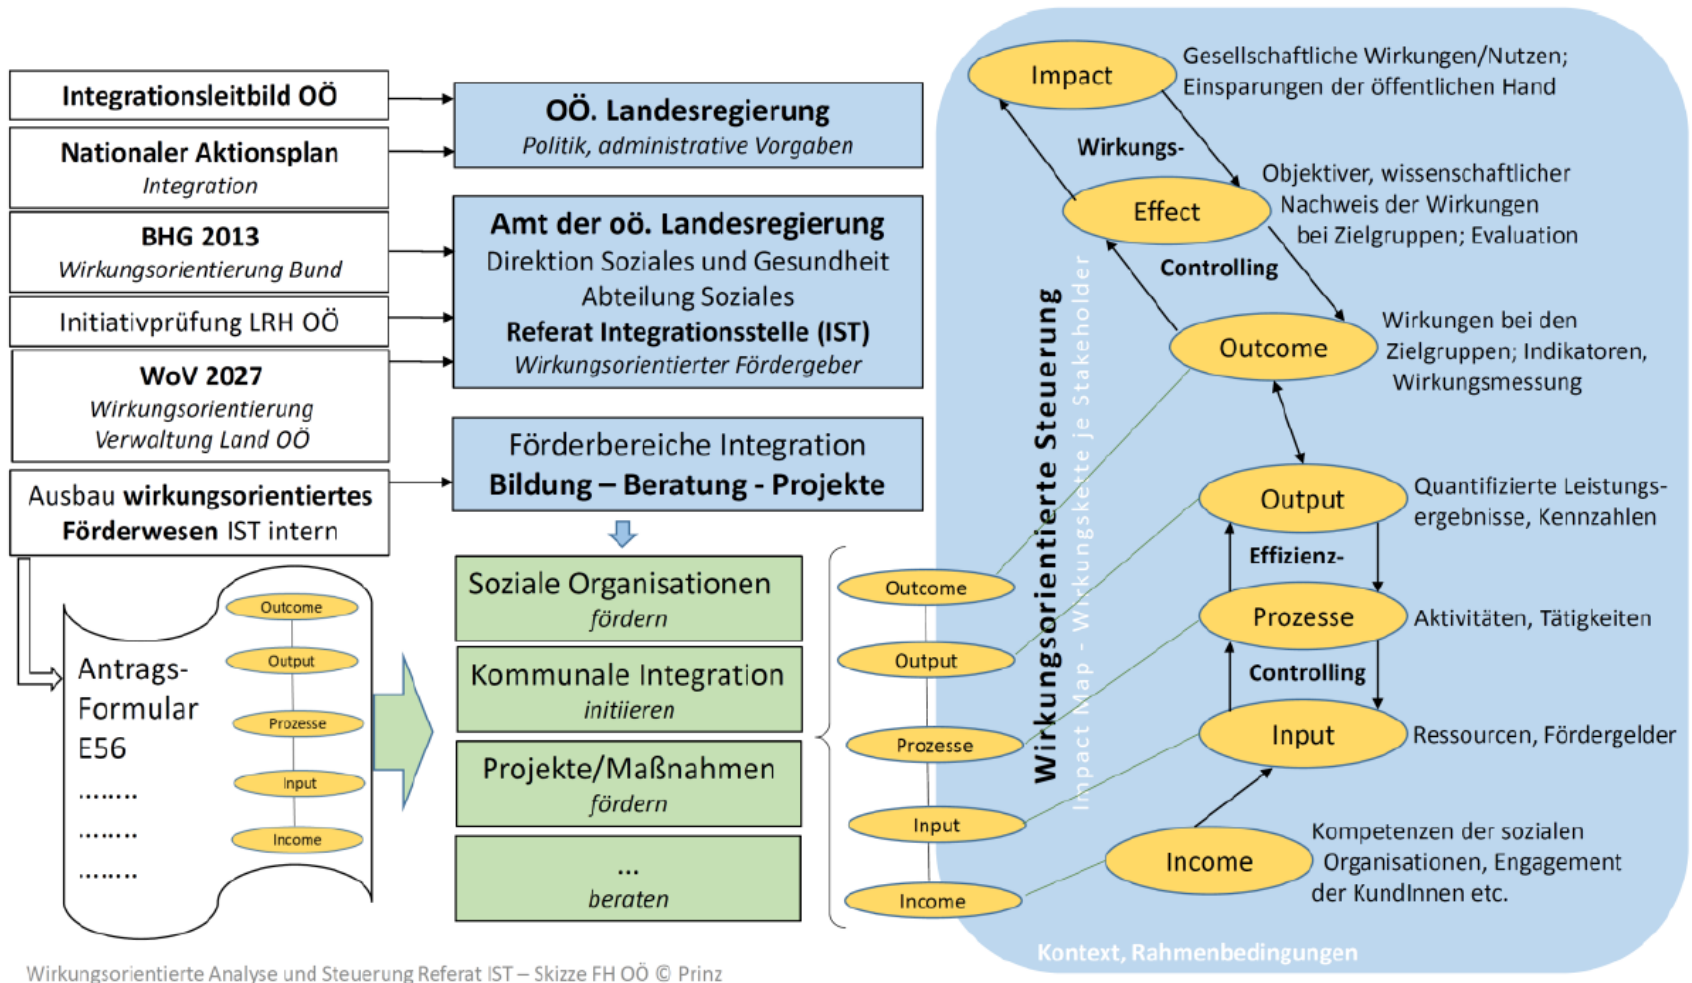 Integrationsleitbild OÖ
Nationaler Aktionsplan
Integration
BHG 2013
Wirkungsorientierung Bund
Initiativprüfung LRH OÖ
WoV 2027
Wirkungsorientierung
Verwaltung Land OÖ
Ausbau wirkungsorientiertes
Förderwesen IST intern
Antrags-
Formular
E56
........
........
........
Outcome
Output
Prozesse
Input
Income
OÖ. Landesregierung
Politik, administrative Vorgaben
Amt der oö. Landesregierung
Direktion Soziales und Gesundheit
Abteilung Soziales
Referat Integrationsstelle (IST)
Wirkungsorientierter Fördergeber
Förderbereiche Integration
Bildung – Beratung - Projekte
Soziale Organisationen
fördern
Kommunale Integration
initiieren
Projekte/Maßnahmen
fördern
...
beraten
Outcome
Output
Prozesse
Input
Income
Wirkungsorientierte Steuerung
Impact Map - Wirkungskette je Stakeholder
Impact
Gesellschaftliche Wirkungen/Nutzen;
Einsparungen der öffentlichen Hand
Wirkungs-
Effect
Objektiver, wissenschaftlicher
Nachweis der Wirkungen
bei Zielgruppen; Evaluation
Controlling
Outcome
Wirkungen bei den
Zielgruppen; Indikatoren,
Wirkungsmessung
Output
Quantifizierte Leistungs-
ergebnisse, Kennzahlen
Effizienz-
Prozesse
Aktivitäten, Tätigkeiten
Controlling
Input
Ressourcen, Fördergelder
Income
Kompetenzen der sozialen
Organisationen, Engagement
der KundInnen etc.
Kontext, Rahmenbedingungen
Wirkungsorientierte Analyse und Steuerung Referat IST – Skizze FH OÖ © Prinz